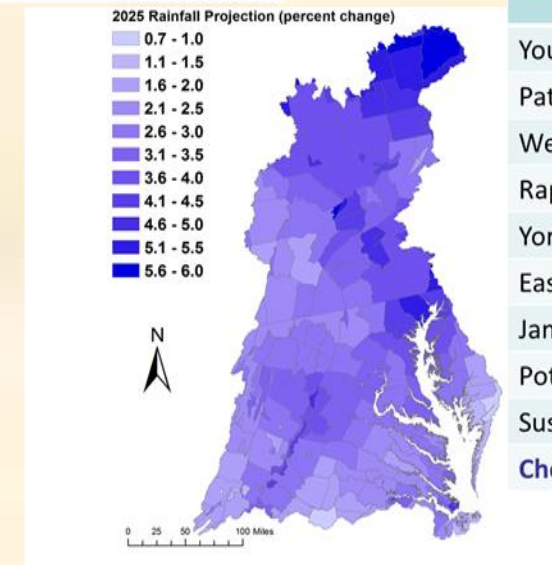 2025 Rainfall Projection (percent change)
0.7 - 1.0
1.1 - 1.5
1.6 - 2.0
2.1 - 2.5
2.6 - 3.0
3.1 - 3.5
3.6 - 4.0
4.1 - 4.5
4.6 - 5.0
5.1 - 5.5
5.6 - 6.0
N
0 25 50 100 Miles
You
Pat
We
Rap
Yor
Eas
Jan
Pot
Sus
Che